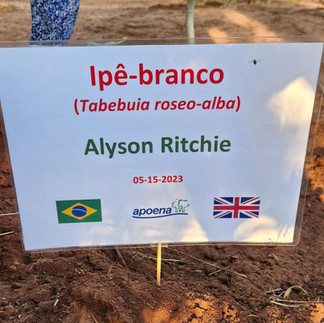 Ipê-branco
(Tabebuia roseo-alba)
Alyson Ritchie
05-15-2023
apoena